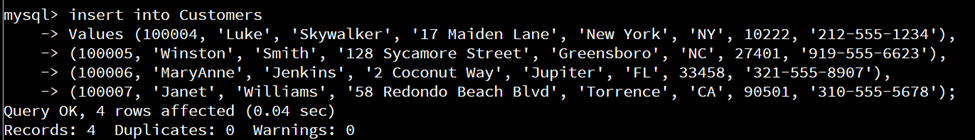 mysql> insert into Customers
-> Values (100004, 'Luke', 'Skywalker', '17 Maiden Lane', 'New York', 'NY', 10222, '212-555-1234'),
-> (100005, 'Winston', 'Smith', '128 Sycamore Street', 'Greensboro', 'NC', 27401, '919-555-6623'),
-> (100006, 'MaryAnne', 'Jenkins', '2 Coconut Way', 'Jupiter', 'FL', 33458, '321-555-8907'),
-> (100007, 'Janet', 'Williams', '58 Redondo Beach Blvd', 'Torrence', 'CA', 90501, '310-555-5678');
Query OK, 4 rows affected (0.04 sec)
Records: 4  Duplicates: 0  Warnings: 0